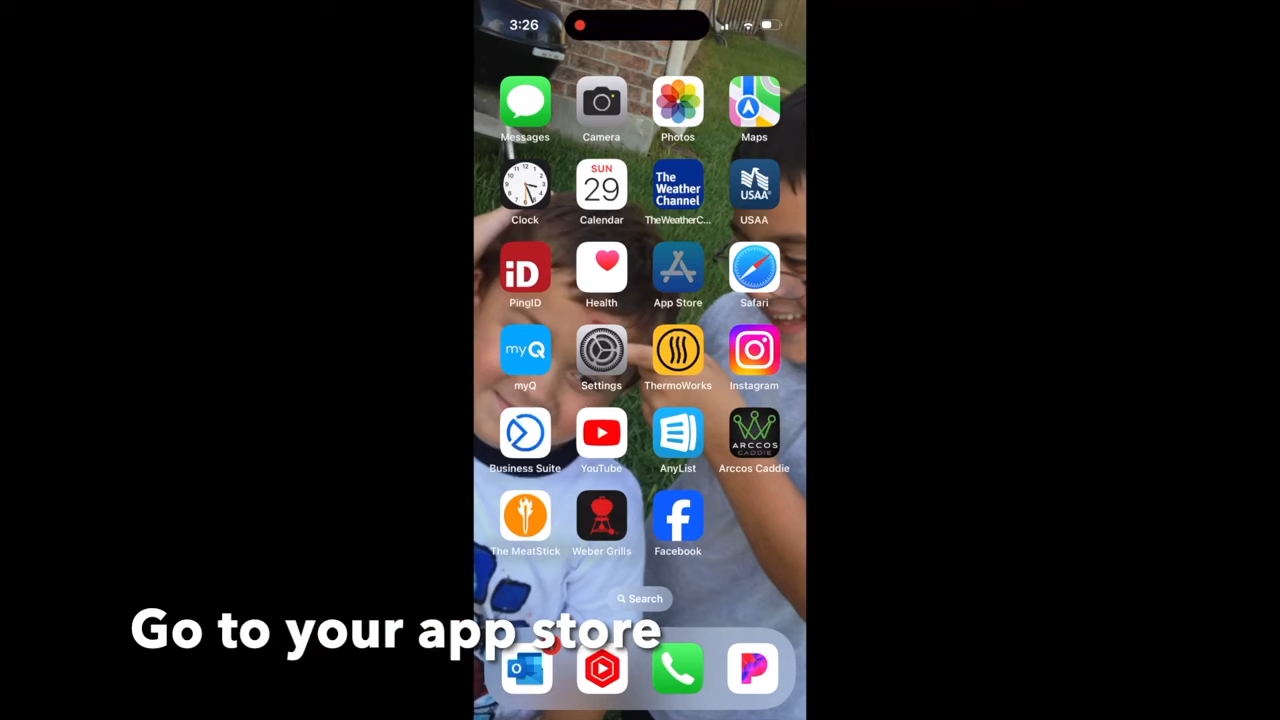 3:26
Messages Camera Photos Maps
SUN
The Weather Channel
29
USAA®
Clock Calendar TheWeatherC... USAA
iD
PingID Health App Store Safari
myQ
myQ Settings ThermoWorks Instagram
ARCCOS
CADDIE
Business Suite YouTube AnyList Arccos Caddie
The MeatStick Weber Grills Facebook
Search
Go to your app store